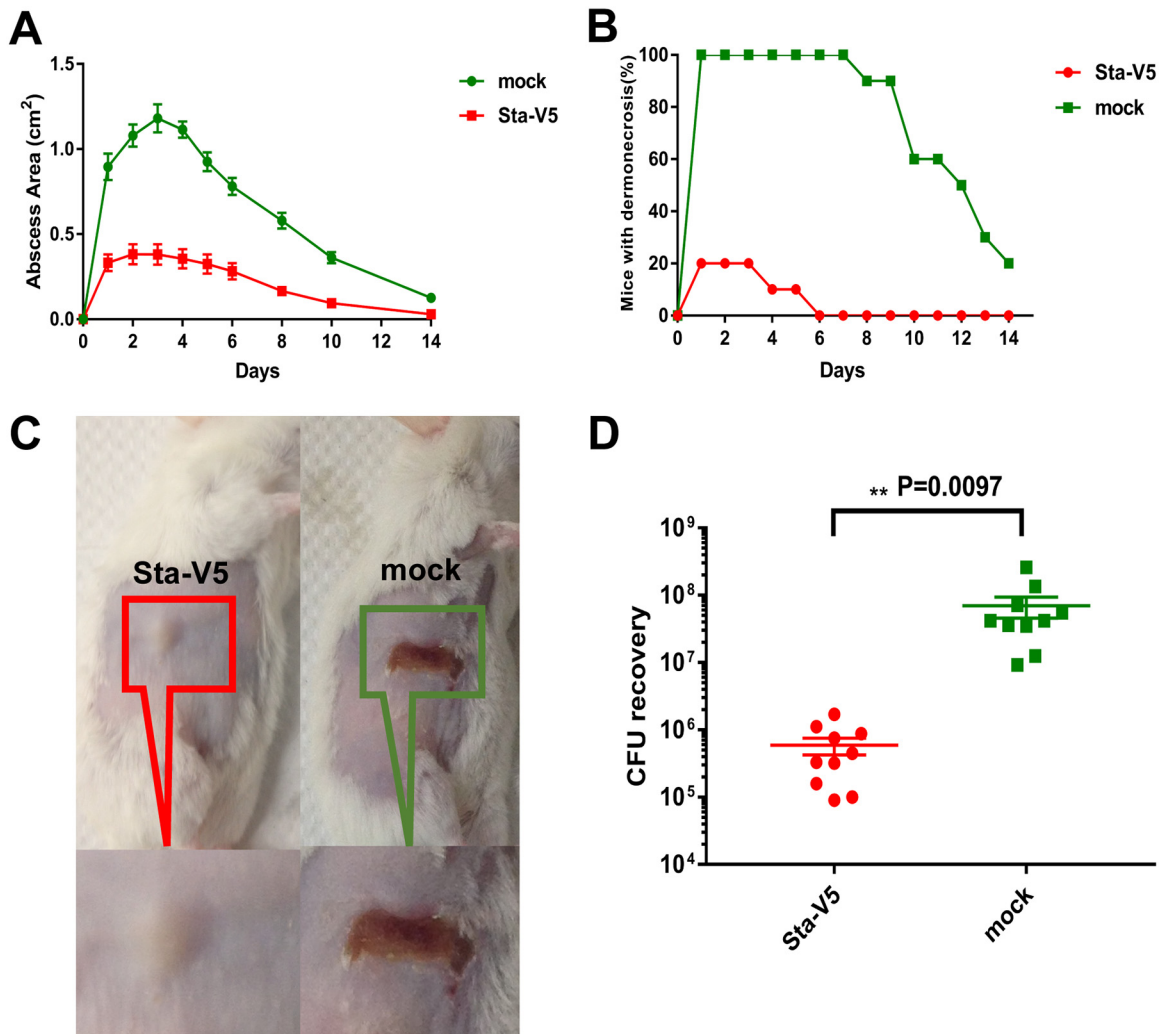 A
Abscess Area (cm²)
1.5
1.0
0.5
0.0
0 2 4 6 8 10 12 14
Days
mock
Sta-V5
B
Mice with dermonecrosis(%)
100
80
60
40
20
0
0 2 4 6 8 10 12 14
Days
Sta-V5
mock
C
Sta-V5 mock
D
** P=0.0097
CFU recovery
10⁹
10⁸
10⁷
10⁶
10⁵
10⁴
Sta-V5 mock